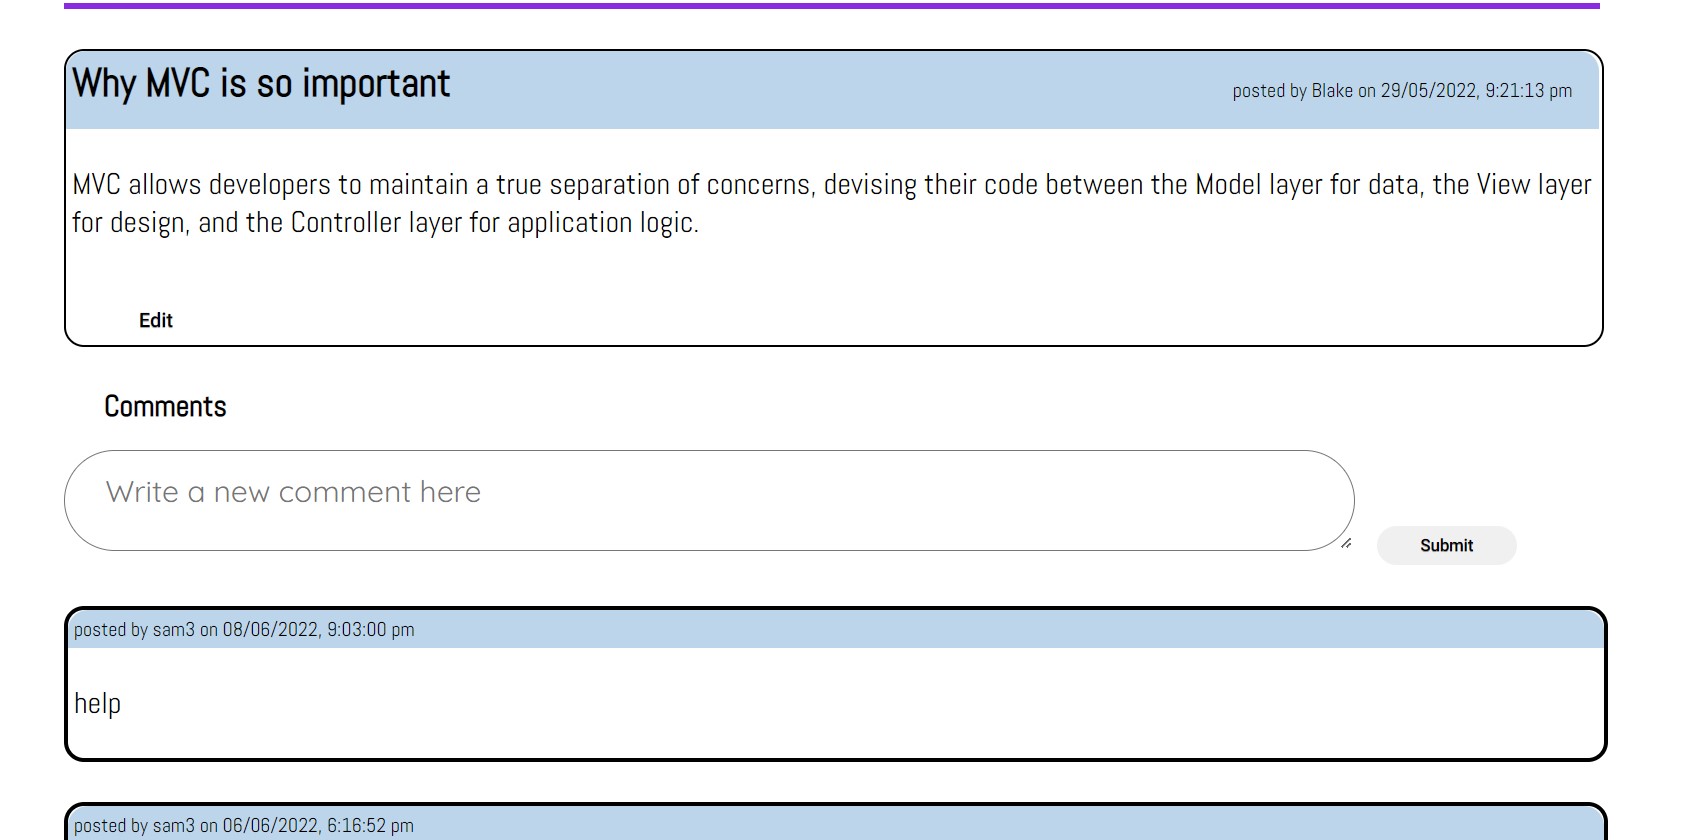 Why MVC is so important
posted by Blake on 29/05/2022, 9:21:13 pm
MVC allows developers to maintain a true separation of concerns, devising their code between the Model layer for data, the View layer
for design, and the Controller layer for application logic.
Edit
Comments
Write a new comment here
Submit
posted by sam3 on 08/06/2022, 9:03:00 pm
help
posted by sam3 on 06/06/2022, 6:16:52 pm